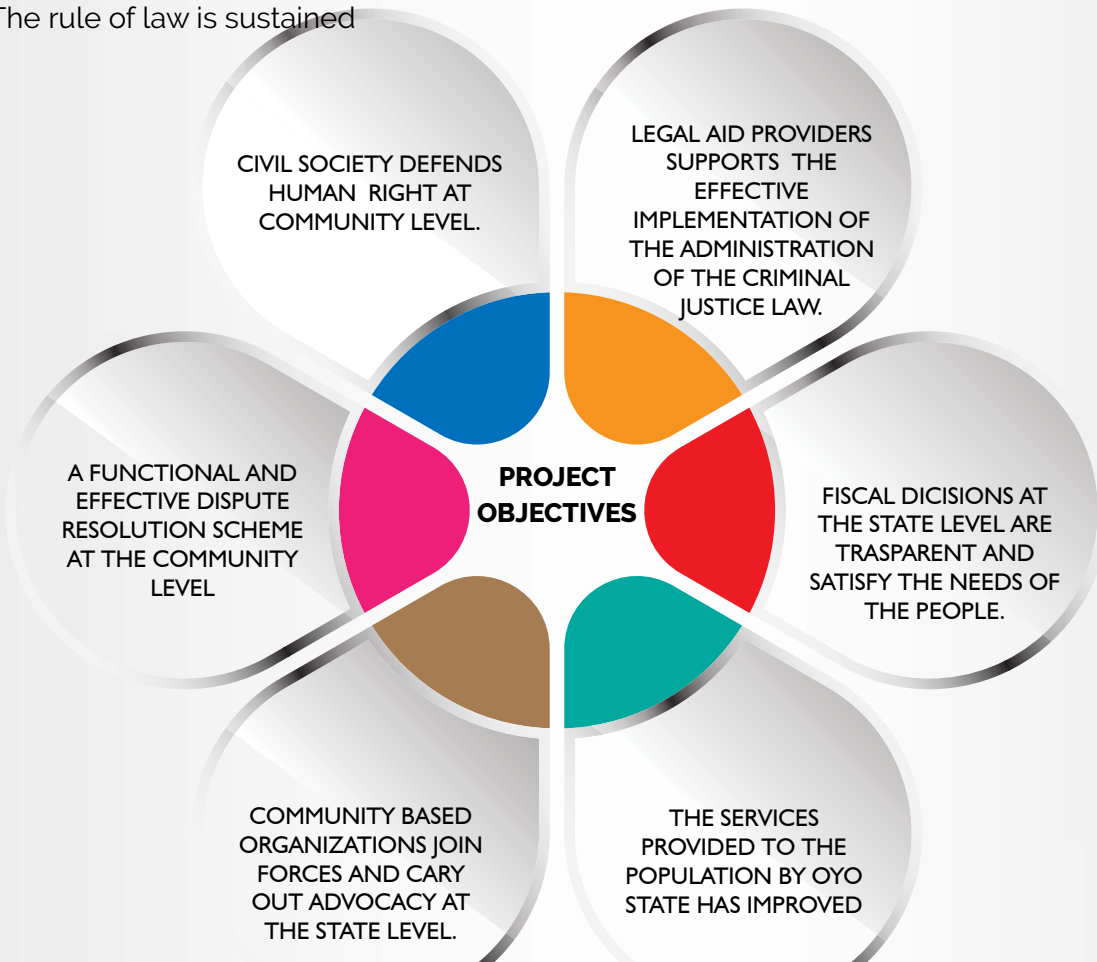 The rule of law is sustained
CIVIL SOCIETY DEFENDS
HUMAN RIGHT AT
COMMUNITY LEVEL.
LEGAL AID PROVIDERS
SUPPORTS THE
EFFECTIVE
IMPLEMENTATION OF
THE ADMINISTRATION
OF THE CRIMINAL
JUSTICE LAW.
A FUNCTIONAL AND
EFFECTIVE DISPUTE
RESOLUTION SCHEME
AT THE COMMUNITY
LEVEL
PROJECT
OBJECTIVES
FISCAL DICISIONS AT
THE STATE LEVEL ARE
TRASPARENT AND
SATISFY THE NEEDS OF
THE PEOPLE.
COMMUNITY BASED
ORGANIZATIONS JOIN
FORCES AND CARY
OUT ADVOCACY AT
THE STATE LEVEL.
THE SERVICES
PROVIDED TO THE
POPULATION BY OYO
STATE HAS IMPROVED